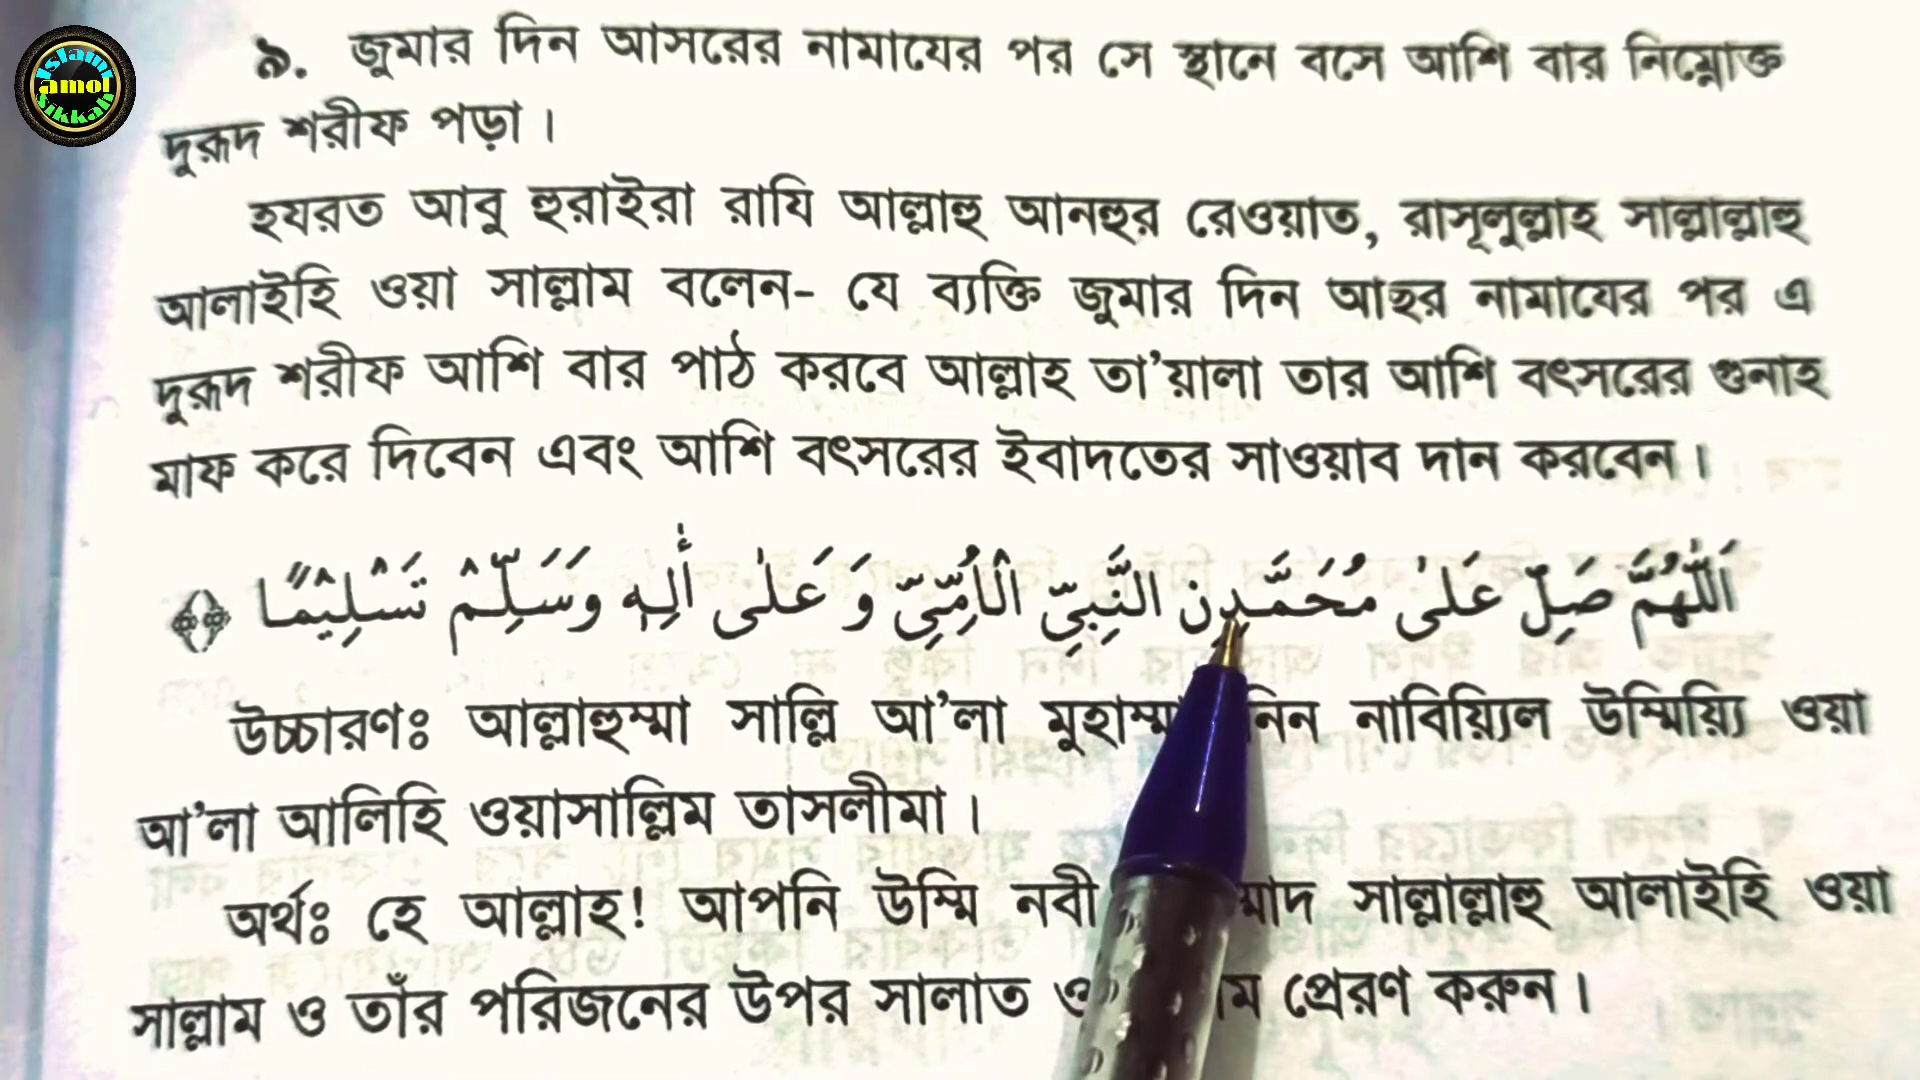 Islami
amol
sikkah
৯. জুমার দিন আসরের নামাযের পর সে স্থানে বসে আশি বার নিম্নোক্ত
দুরূদ শরীফ পড়া।
হযরত আবু হুরাইরা রাযি আল্লাহু আনহুর রেওয়াত, রাসূলুল্লাহ সাল্লাল্লাহু
আলাইহি ওয়া সাল্লাম বলেন- যে ব্যক্তি জুমার দিন আছর নামাযের পর এ
দুরূদ শরীফ আশি বার পাঠ করবে আল্লাহ তা’য়ালা তার আশি বৎসরের গুনাহ
মাফ করে দিবেন এবং আশি বৎসরের ইবাদতের সাওয়াব দান করবেন।
اَللّٰهُمَّ صَلِّ عَلٰى مُحَمَّدِنِ النَّبِيِّ الْاُمِّيِّ وَ عَلٰى أٰلِهٖ وَسَلِّمْ تَسْلِيْمًا
উচ্চারণঃ আল্লাহুম্মা সাল্লি আ’লা মুহাম্মা নিন নাবিয়্যিল উম্মিয়্যি ওয়া
আ’লা আলিহি ওয়াসাল্লিম তাসলীমা।
অর্থঃ হে আল্লাহ! আপনি উম্মি নবী মাদ সাল্লাল্লাহু আলাইহি ওয়া
সাল্লাম ও তাঁর পরিজনের উপর সালাত ও প্রেরণ করুন।